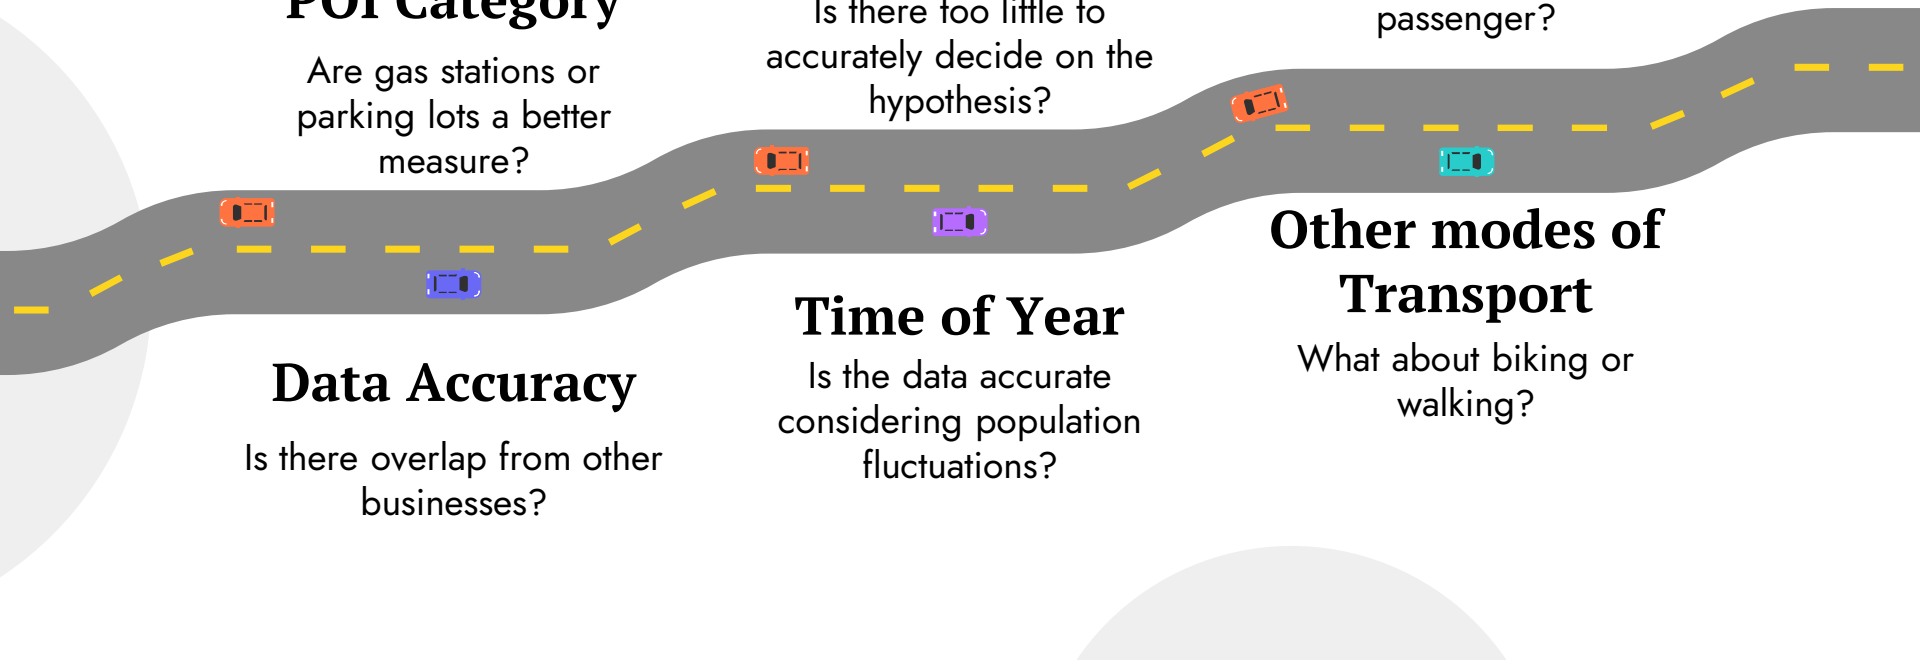 POI Category
Are gas stations or
parking lots a better
measure?
Is there too little to
accurately decide on the
hypothesis?
passenger?
Data Accuracy
Is there overlap from other
businesses?
Time of Year
Is the data accurate
considering population
fluctuations?
Other modes of
Transport
What about biking or
walking?